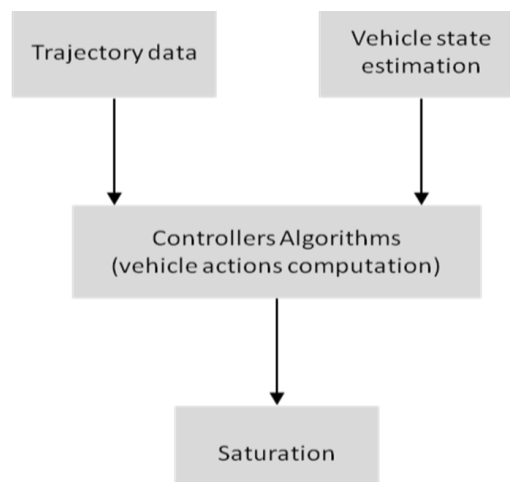 Trajectory data
Vehicle state
estimation
Controllers Algorithms
(vehicle actions computation)
Saturation